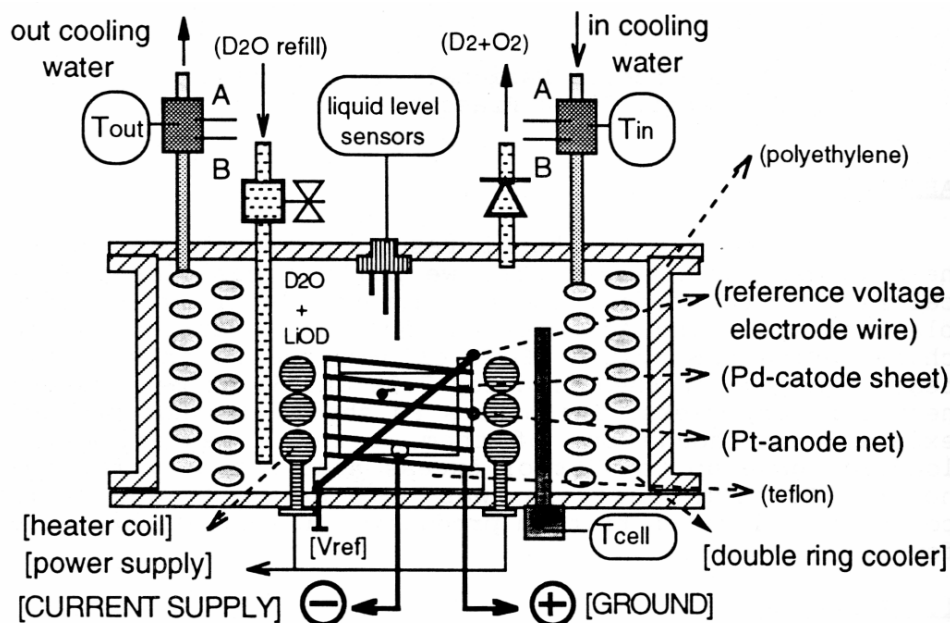 out cooling
water
(D2O refill)
(D2+O2)
in cooling
water
A
A
liquid level
sensors
Tout
Tin
B
B
(polyethylene)
D2O
+
LiOD
(reference voltage
electrode wire)
(Pd-catode sheet)
(Pt-anode net)
(teflon)
[heater coil]
[Vref]
Tcell
[power supply]
[double ring cooler]
[CURRENT SUPPLY]
−
+
[GROUND]